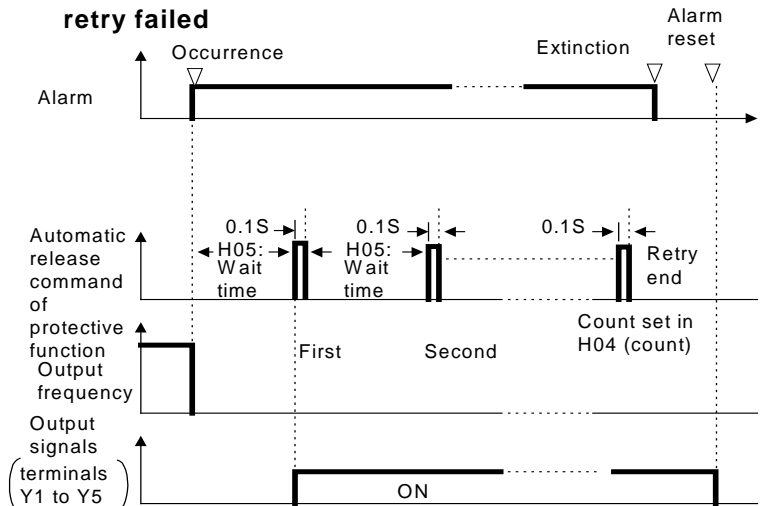 retry failed
Alarm
reset
Occurrence
Extinction
Alarm
0.1S
0.1S
0.1S
Automatic
release
command
of
protective
function
H05:
Wait
time
H05:
Wait
time
Retry
end
Count set in
H04 (count)
First
Second
Output
frequency
Output
signals
terminals
Y1 to Y5
ON